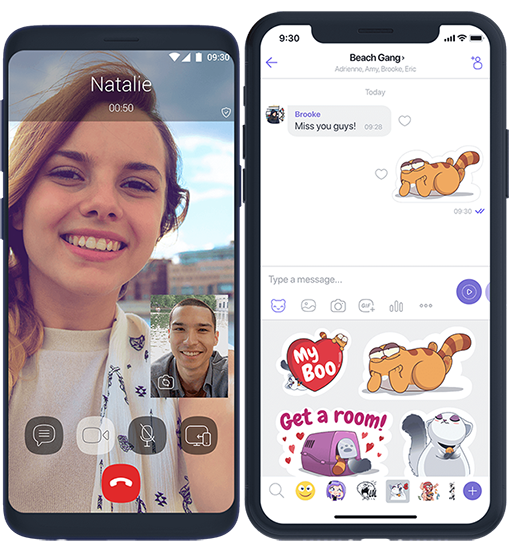 09:30
Natalie
00:50
9:30
Beach Gang›
Adrienne, Amy, Brooke, Eric
Today
Brooke
Miss you guys! 09:28
09:30
Type a message...
GIF+
My
Boo
Get a room!